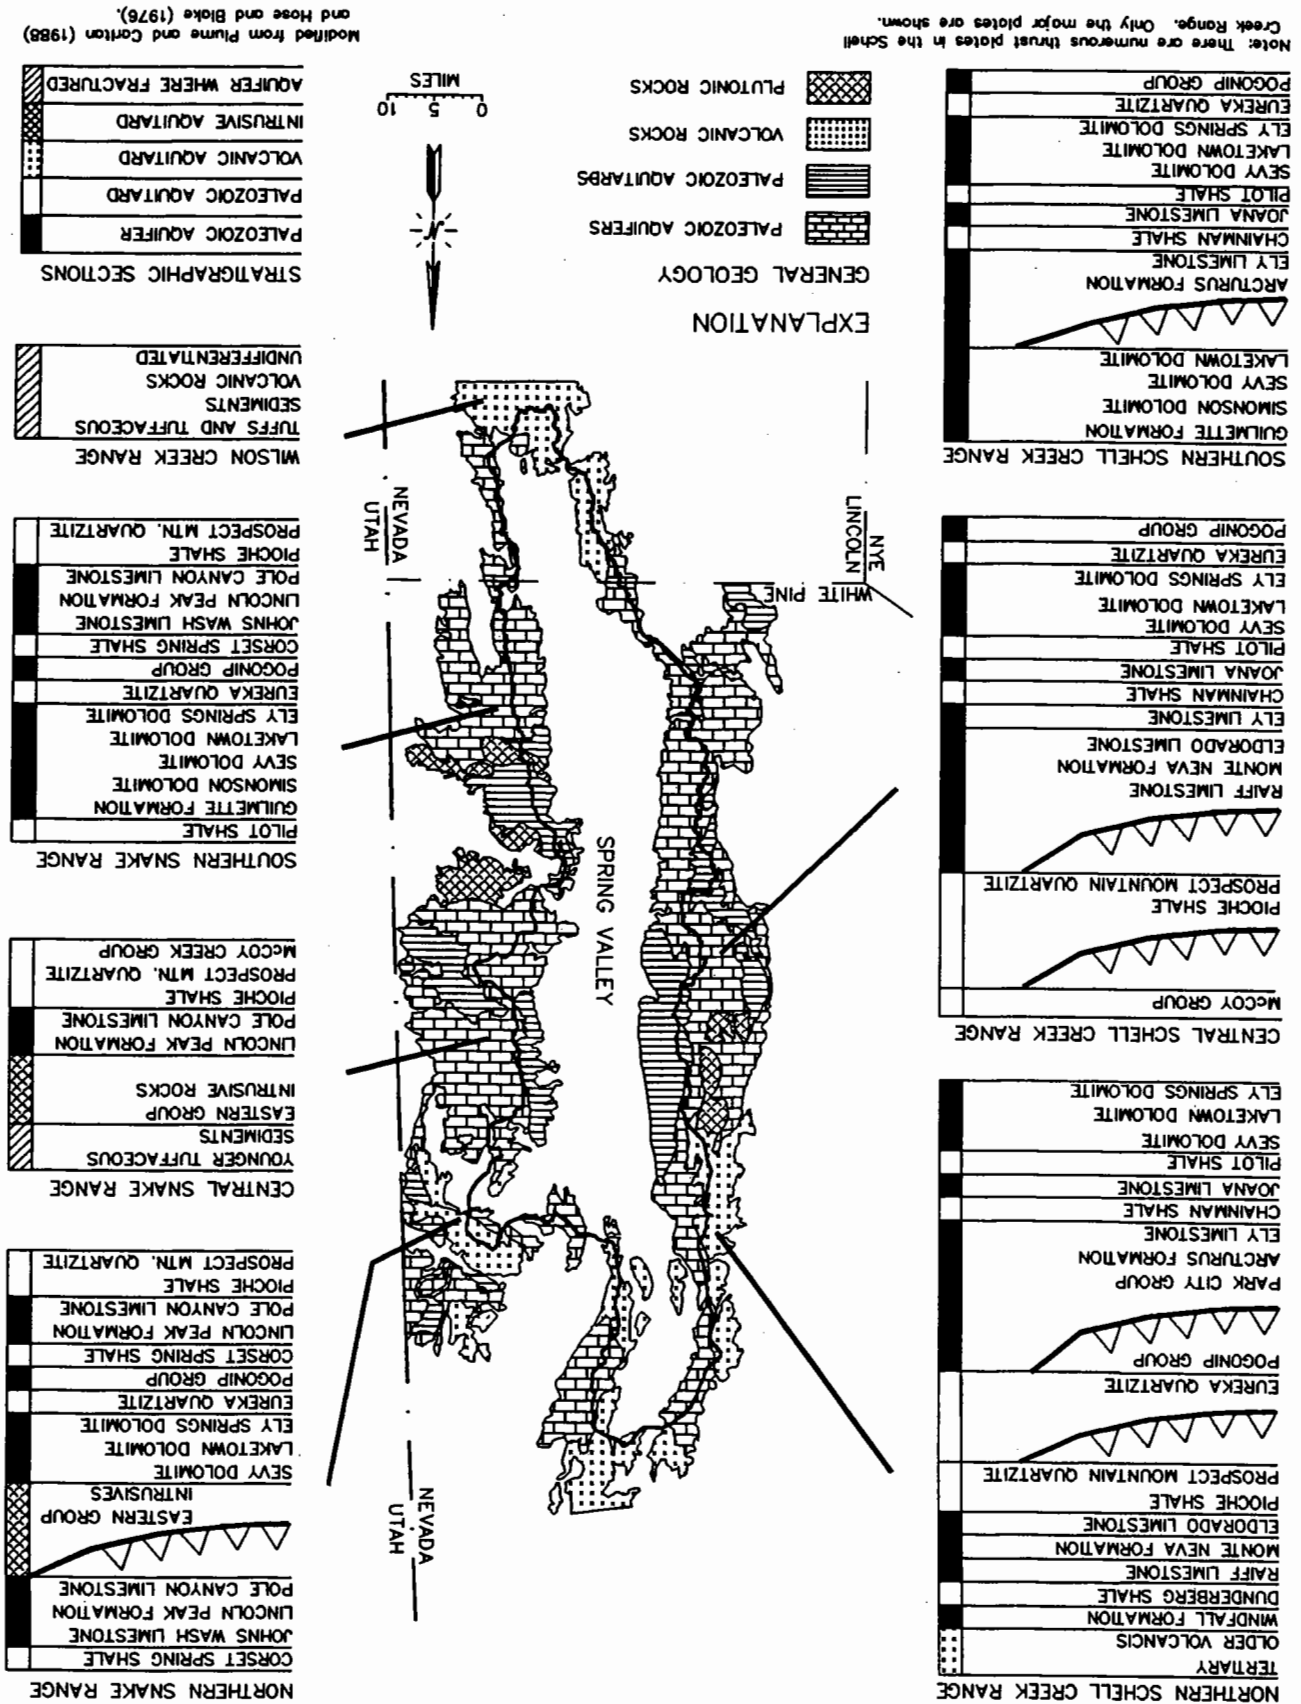 NORTHERN SCHELL CREEK RANGE
TERTIARY
OLDER VOLCANCIS
WINDFALL FORMATION
DUNDERBERG SHALE
RAIFF LIMESTONE
MONTE NEVA FORMATION
ELDORADO LIMESTONE
PIOCHE SHALE
PROSPECT MOUNTAIN QUARTZITE
EUREKA QUARTZITE
POGONIP GROUP
PARK CITY GROUP
ARCTURUS FORMATION
ELY LIMESTONE
CHAINMAN SHALE
JOANA LIMESTONE
PILOT SHALE
SEVY DOLOMITE
LAKETOWN DOLOMITE
ELY SPRINGS DOLOMITE
CENTRAL SCHELL CREEK RANGE
McCOY GROUP
PIOCHE SHALE
PROSPECT MOUNTAIN QUARTZITE
RAIFF LIMESTONE
MONTE NEVA FORMATION
ELDORADO LIMESTONE
ELY LIMESTONE
CHAINMAN SHALE
JOANA LIMESTONE
PILOT SHALE
SEVY DOLOMITE
LAKETOWN DOLOMITE
ELY SPRINGS DOLOMITE
EUREKA QUARTZITE
POGONIP GROUP
SOUTHERN SCHELL CREEK RANGE
GUILMETTE FORMATION
SIMONSON DOLOMITE
SEVY DOLOMITE
LAKETOWN DOLOMITE
ARCTURUS FORMATION
ELY LIMESTONE
CHAINMAN SHALE
JOANA LIMESTONE
PILOT SHALE
SEVY DOLOMITE
LAKETOWN DOLOMITE
ELY SPRINGS DOLOMITE
EUREKA QUARTZITE
POGONIP GROUP
Note: There are numerous thrust plates in the Schell
Creek Range. Only the major plates are shown.
NEVADA
UTAH
SPRING VALLEY
WHITE PINE
NYE
LINCOLN
NEVADA
UTAH
EXPLANATION
GENERAL GEOLOGY
PALEOZOIC AQUIFERS
PALEOZOIC AQUITARDS
VOLCANIC ROCKS
PLUTONIC ROCKS
N
0 5 10
MILES
NORTHERN SNAKE RANGE
CORSET SPRING SHALE
JOHNS WASH LIMESTONE
LINCOLN PEAK FORMATION
POLE CANYON LIMESTONE
EASTERN GROUP
INTRUSIVES
SEVY DOLOMITE
LAKETOWN DOLOMITE
ELY SPRINGS DOLOMITE
EUREKA QUARTZITE
POGONIP GROUP
CORSET SPRING SHALE
LINCOLN PEAK FORMATION
POLE CANYON LIMESTONE
PIOCHE SHALE
PROSPECT MTN. QUARTZITE
CENTRAL SNAKE RANGE
YOUNGER TUFFACEOUS
SEDIMENTS
EASTERN GROUP
INTRUSIVE ROCKS
LINCOLN PEAK FORMATION
POLE CANYON LIMESTONE
PIOCHE SHALE
PROSPECT MTN. QUARTZITE
McCOY CREEK GROUP
SOUTHERN SNAKE RANGE
PILOT SHALE
GUILMETTE FORMATION
SIMONSON DOLOMITE
SEVY DOLOMITE
LAKETOWN DOLOMITE
ELY SPRINGS DOLOMITE
EUREKA QUARTZITE
POGONIP GROUP
CORSET SPRING SHALE
JOHNS WASH LIMESTONE
LINCOLN PEAK FORMATION
POLE CANYON LIMESTONE
PIOCHE SHALE
PROSPECT MTN. QUARTZITE
WILSON CREEK RANGE
TUFFS AND TUFFACEOUS
SEDIMENTS
VOLCANIC ROCKS
UNDIFFERENTIATED
STRATIGRAPHIC SECTIONS
PALEOZOIC AQUIFER
PALEOZOIC AQUITARD
VOLCANIC AQUITARD
INTRUSIVE AQUITARD
AQUIFER WHERE FRACTURED
Modified from Plume and Carlton (1988)
and Hose and Blake (1976).